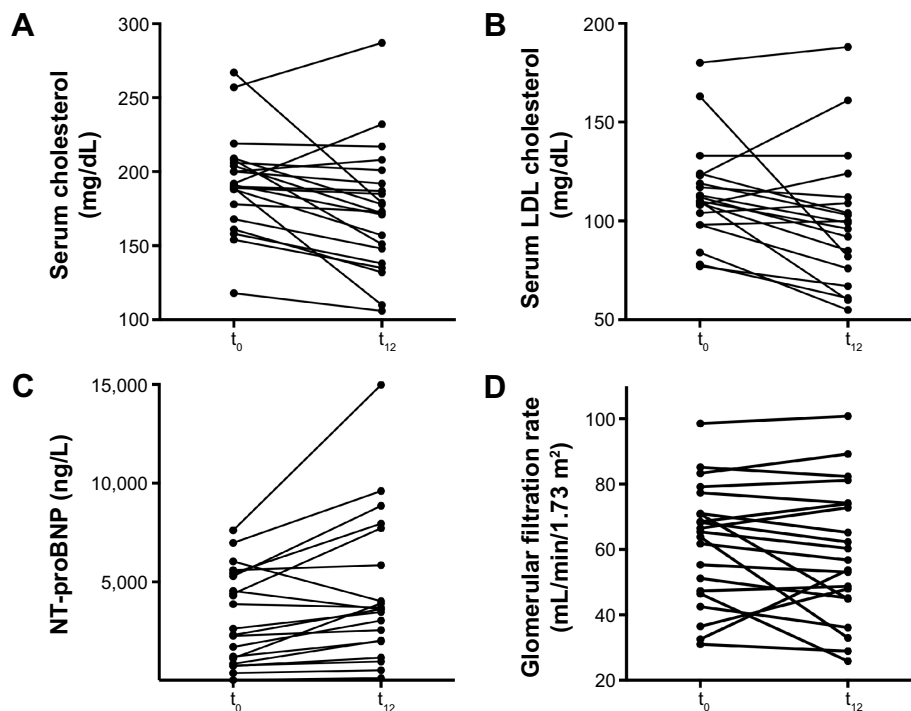 A
Serum cholesterol
(mg/dL)
300
250
200
150
100
t₀
t₁₂
B
Serum LDL cholesterol
(mg/dL)
200
150
100
50
t₀
t₁₂
C
NT-proBNP (ng/L)
15,000
10,000
5,000
t₀
t₁₂
D
Glomerular filtration rate
(mL/min/1.73 m²)
100
80
60
40
20
t₀
t₁₂